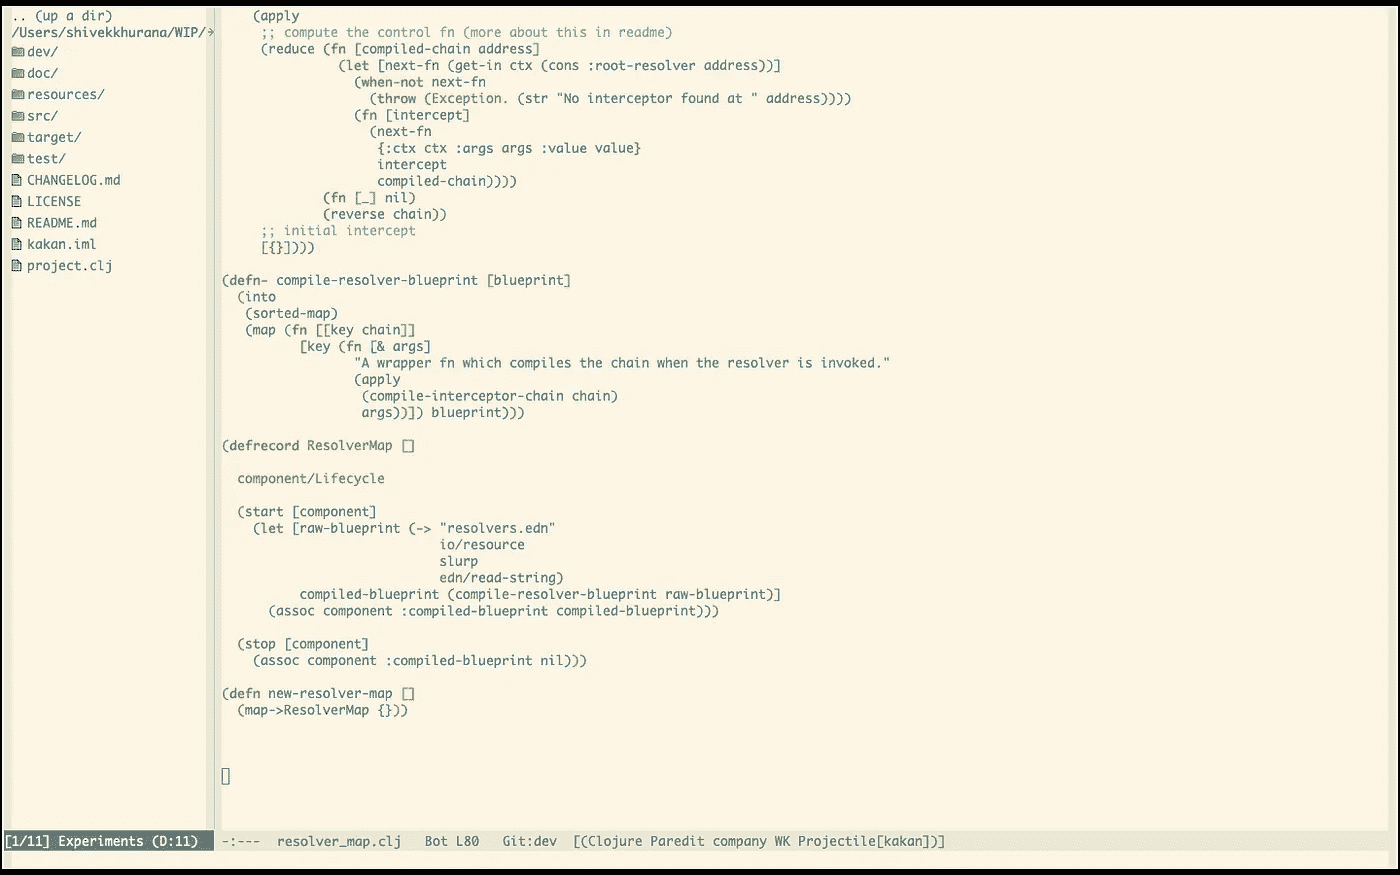 .. (up a dir)
/Users/shivekkhurana/WIP/→
dev/
doc/
resources/
src/
target/
test/
CHANGELOG.md
LICENSE
README.md
kakan.iml
project.clj
[1/11] Experiments (D:11)
(apply
;; compute the control fn (more about this in readme)
(reduce (fn [compiled-chain address]
(let [next-fn (get-in ctx (cons :root-resolver address))]
(when-not next-fn
(throw (Exception. (str "No interceptor found at " address))))
(fn [intercept]
(next-fn
{:ctx ctx :args args :value value}
intercept
compiled-chain))))
(fn [_] nil)
(reverse chain))
;; initial intercept
[{}])))
(defn- compile-resolver-blueprint [blueprint]
(into
(sorted-map)
(map (fn [[key chain]]
[key (fn [& args]
"A wrapper fn which compiles the chain when the resolver is invoked."
(apply
(compile-interceptor-chain chain)
args))]) blueprint)))
(defrecord ResolverMap []
component/Lifecycle
(start [component]
(let [raw-blueprint (-> "resolvers.edn"
io/resource
slurp
edn/read-string)
compiled-blueprint (compile-resolver-blueprint raw-blueprint)]
(assoc component :compiled-blueprint compiled-blueprint)))
(stop [component]
(assoc component :compiled-blueprint nil)))
(defn new-resolver-map []
(map->ResolverMap {}))
-:--- resolver_map.clj Bot L80 Git:dev [(Clojure Paredit company WK Projectile[kakan])]